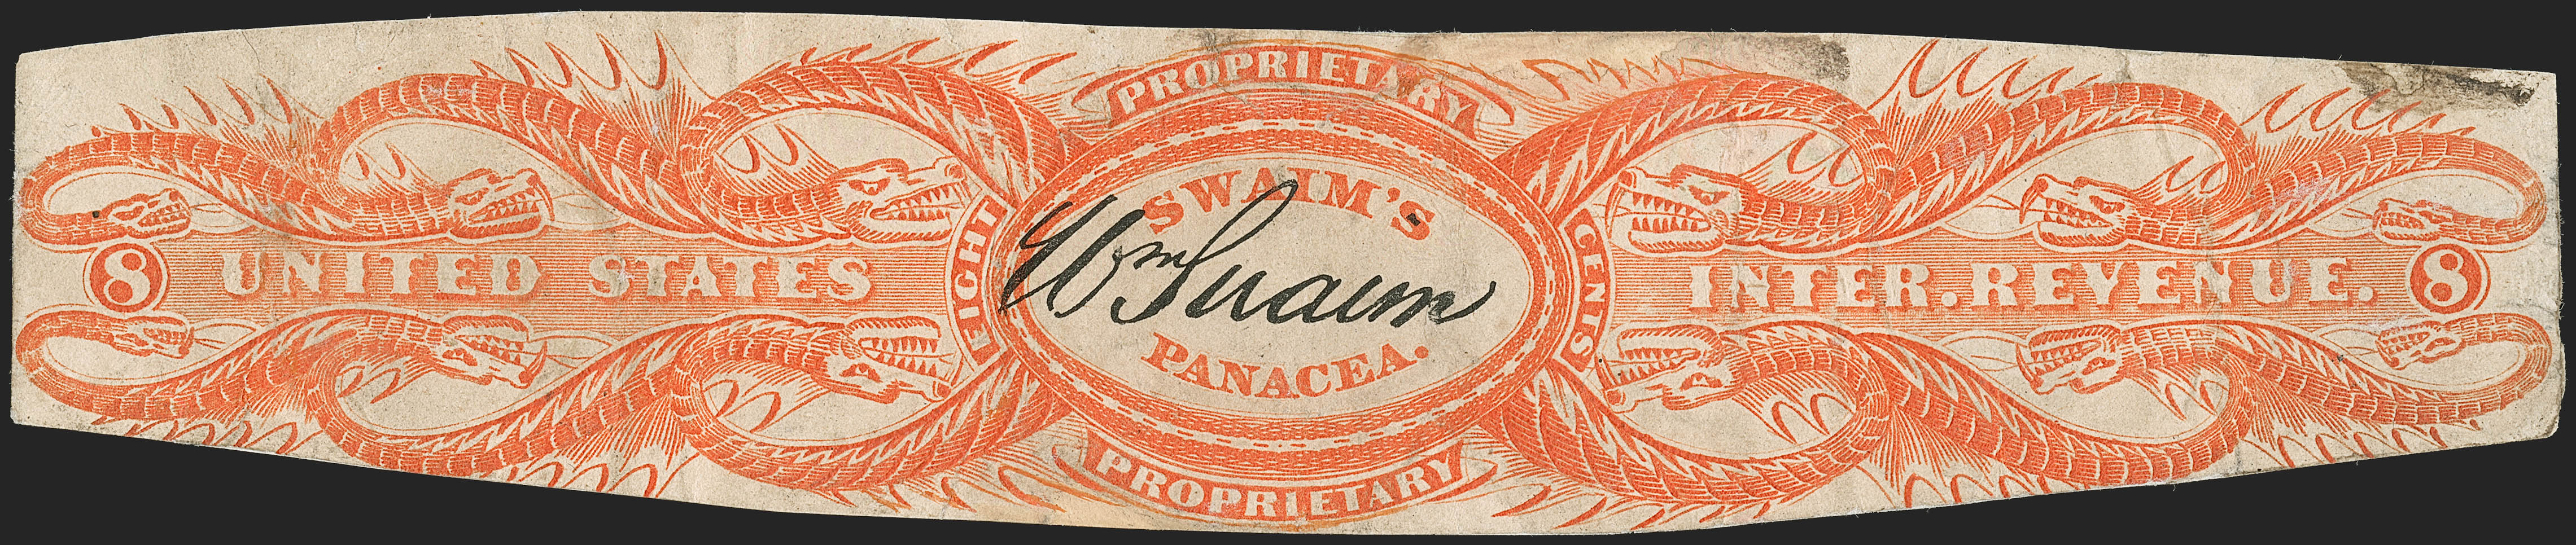 PROPRIETARY
SWAIM'S
Wm Swaim
PANACEA.
EIGHT
CENTS
8 UNITED STATES
INTER. REVENUE. 8
PROPRIETARY